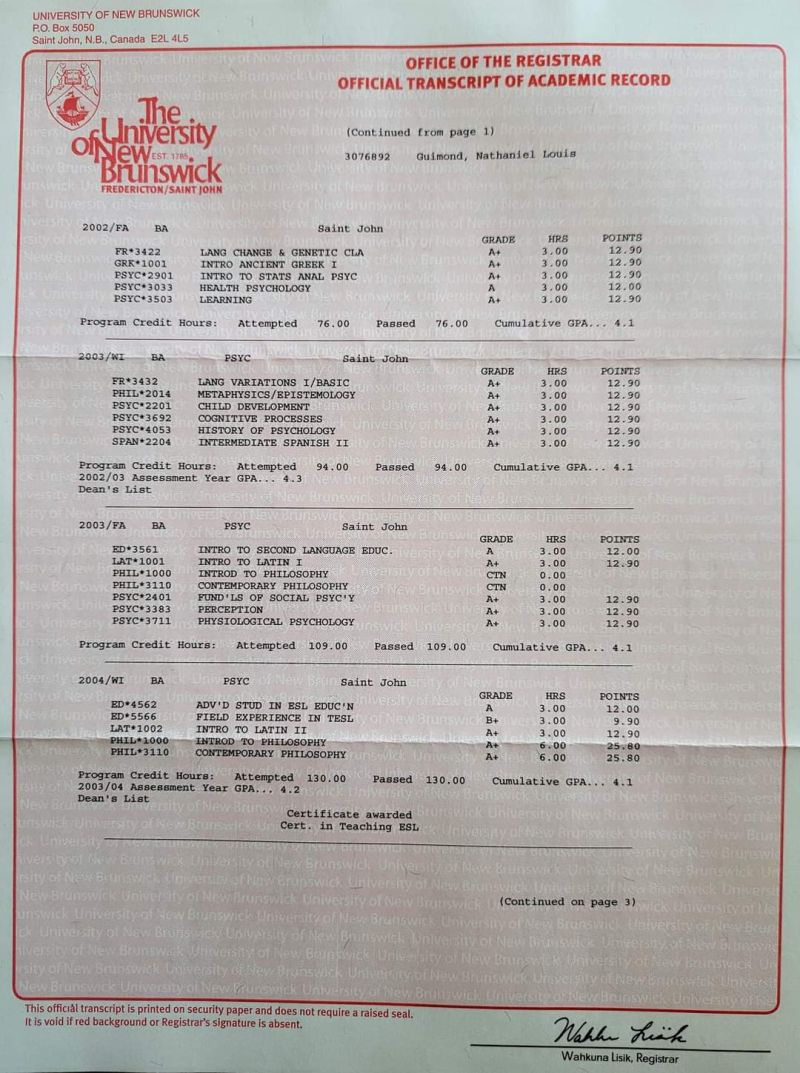 UNIVERSITY OF NEW BRUNSWICK
P.O. Box 5050
Saint John, N.B., Canada E2L 4L5
OFFICE OF THE REGISTRAR
OFFICIAL TRANSCRIPT OF ACADEMIC RECORD
The
University
of New
EST. 1785
Brunswick
FREDERICTON/SAINT JOHN
(Continued from page 1)
3076892 Guimond, Nathaniel Louis
2002/FA BA Saint John
GRADE HRS POINTS
FR*3422 LANG CHANGE & GENETIC CLA A+ 3.00 12.90
GRK*1001 INTRO ANCIENT GREEK I A+ 3.00 12.90
PSYC*2901 INTRO TO STATS ANAL PSYC A+ 3.00 12.90
PSYC*3033 HEALTH PSYCHOLOGY A 3.00 12.00
PSYC*3503 LEARNING A+ 3.00 12.90
Program Credit Hours: Attempted 76.00 Passed 76.00 Cumulative GPA... 4.1
2003/WI BA PSYC Saint John
GRADE HRS POINTS
FR*3432 LANG VARIATIONS I/BASIC A+ 3.00 12.90
PHIL*2014 METAPHYSICS/EPISTEMOLOGY A+ 3.00 12.90
PSYC*2201 CHILD DEVELOPMENT A+ 3.00 12.90
PSYC*3692 COGNITIVE PROCESSES A+ 3.00 12.90
PSYC*4053 HISTORY OF PSYCHOLOGY A+ 3.00 12.90
SPAN*2204 INTERMEDIATE SPANISH II A+ 3.00 12.90
Program Credit Hours: Attempted 94.00 Passed 94.00 Cumulative GPA... 4.1
2002/03 Assessment Year GPA... 4.3
Dean's List
2003/FA BA PSYC Saint John
GRADE HRS POINTS
ED*3561 INTRO TO SECOND LANGUAGE EDUC. A 3.00 12.00
LAT*1001 INTRO TO LATIN I A+ 3.00 12.90
PHIL*1000 INTROD TO PHILOSOPHY CTN 0.00
PHIL*3110 CONTEMPORARY PHILOSOPHY CTN 0.00
PSYC*2401 FUND'LS OF SOCIAL PSYC'Y A+ 3.00 12.90
PSYC*3383 PERCEPTION A+ 3.00 12.90
PSYC*3711 PHYSIOLOGICAL PSYCHOLOGY A+ 3.00 12.90
Program Credit Hours: Attempted 109.00 Passed 109.00 Cumulative GPA... 4.1
2004/WI BA PSYC Saint John
GRADE HRS POINTS
ED*4562 ADV'D STUD IN ESL EDUC'N A 3.00 12.00
ED*5566 FIELD EXPERIENCE IN TESL B+ 3.00 9.90
LAT*1002 INTRO TO LATIN II A+ 3.00 12.90
PHIL*1000 INTROD TO PHILOSOPHY A+ 6.00 25.80
PHIL*3110 CONTEMPORARY PHILOSOPHY A+ 6.00 25.80
Program Credit Hours: Attempted 130.00 Passed 130.00 Cumulative GPA... 4.1
2003/04 Assessment Year GPA... 4.2
Dean's List
Certificate awarded
Cert. in Teaching ESL
(Continued on page 3)
This official transcript is printed on security paper and does not require a raised seal.
It is void if red background or Registrar's signature is absent.
Wahkuna Lisik, Registrar